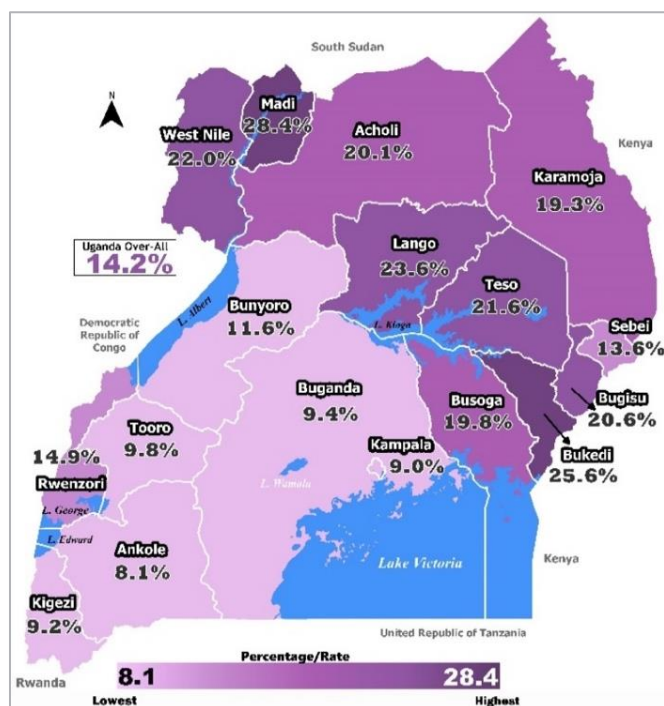 South Sudan
N
Madi
28.4%
West Nile
22.0%
Acholi
20.1%
Kenya
Karamoja
19.3%
Uganda Over-All
14.2%
Lango
23.6%
Teso
21.6%
L. Albert
Bunyoro
11.6%
L. Kioga
Sebei
13.6%
Democratic
Republic of
Congo
Buganda
9.4%
Busoga
19.8%
Bugisu
20.6%
Tooro
9.8%
Kampala
9.0%
Bukedi
25.6%
14.9%
Rwenzori
L. Wamala
L. George
L. Edward
Ankole
8.1%
Lake Victoria
Kenya
Kigezi
9.2%
United Republic of Tanzania
Percentage/Rate
8.1
28.4
Rwanda
Lowest
Highest